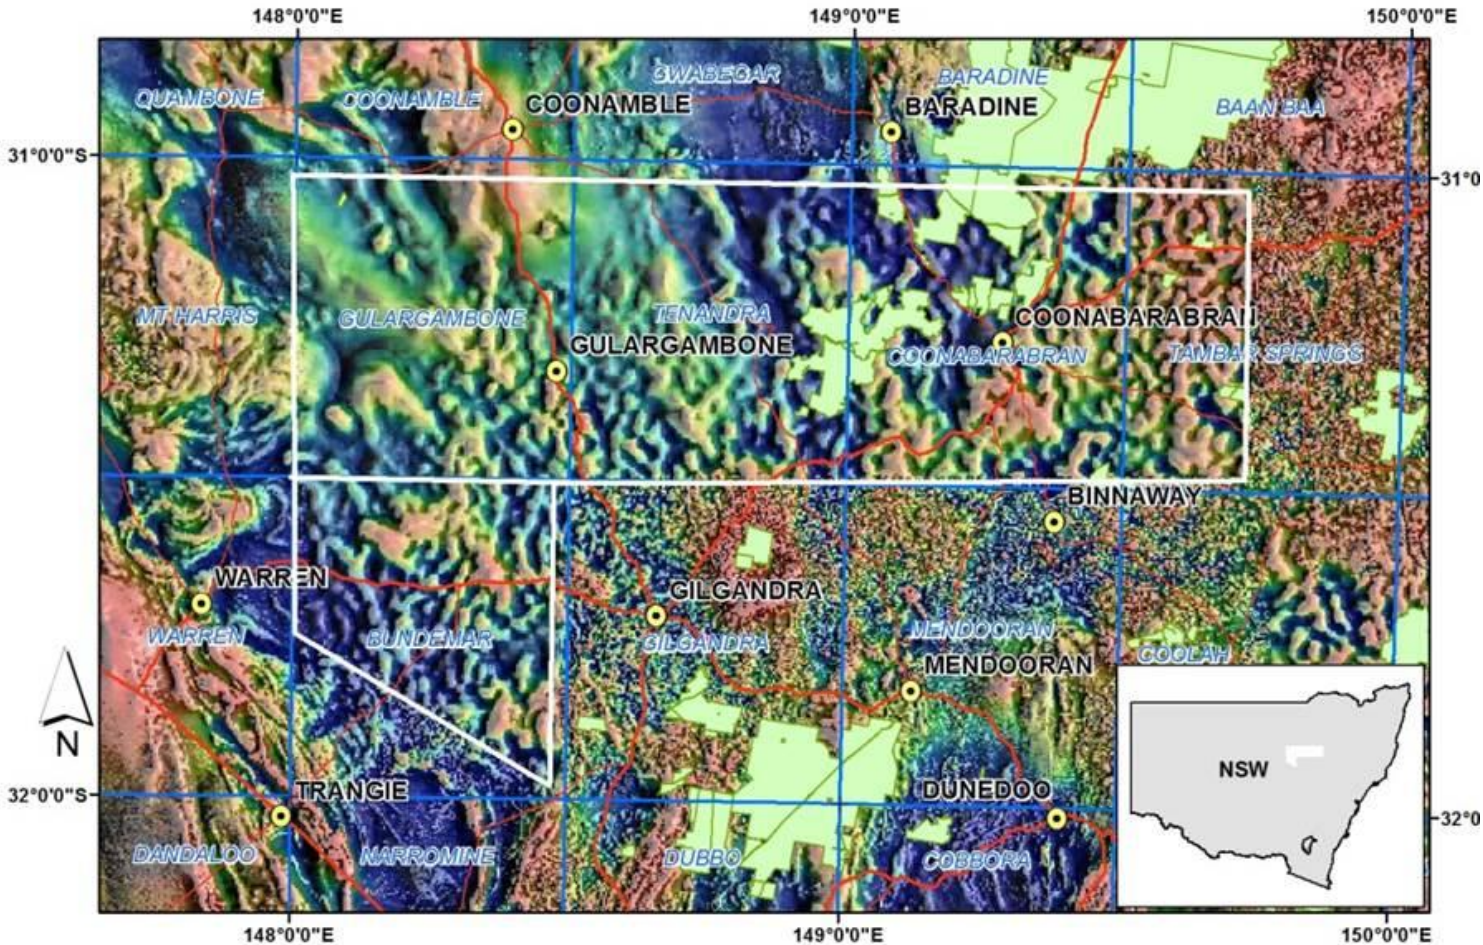 148°0'0"E 149°0'0"E 150°0'0"E
QUAMBONE COONAMBLE COONAMBLE GWABEGAR BARADINE BARADINE BAAN BAA
31°0'0"S 31°0
MT HARRIS GULARGAMBONE TENANDRA COONABARABRAN
GULARGAMBONE COONABARABRAN TAMBAR SPRINGS
BINNAWAY
WARREN GILGANDRA
WARREN BUNDEMAR GILGANDRA MENDOORAN COOLAH
MENDOORAN
N
NSW
32°0'0"S TRANGIE DUNEDOO 32°0
DANDALOO NARROMINE DUBBO COBBORA
148°0'0"E 149°0'0"E 150°0'0"E